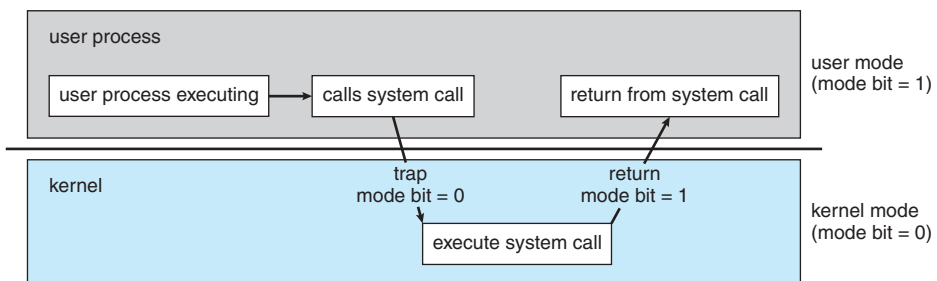 user process
user process executing
calls system call
return from system call
user mode
(mode bit = 1)
trap
mode bit = 0
return
mode bit = 1
kernel
execute system call
kernel mode
(mode bit = 0)